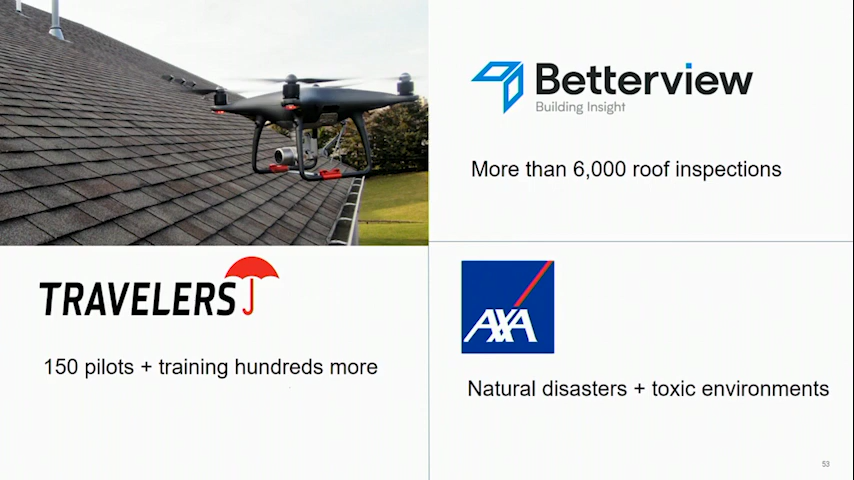 Betterview
Building Insight
More than 6,000 roof inspections
TRAVELERS
150 pilots + training hundreds more
AXA
Natural disasters + toxic environments
53